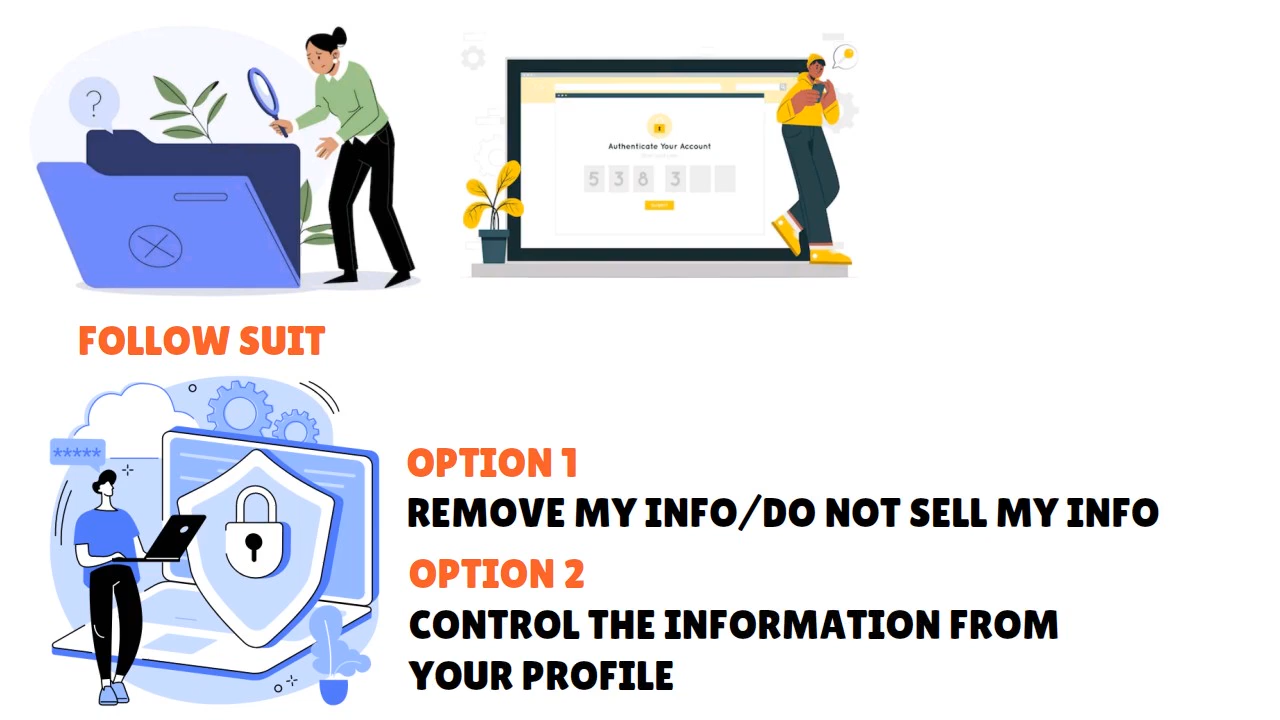 ?
Authenticate Your Account
5 3 8 3
FOLLOW SUIT
*****
OPTION 1
REMOVE MY INFO/DO NOT SELL MY INFO
OPTION 2
CONTROL THE INFORMATION FROM
YOUR PROFILE